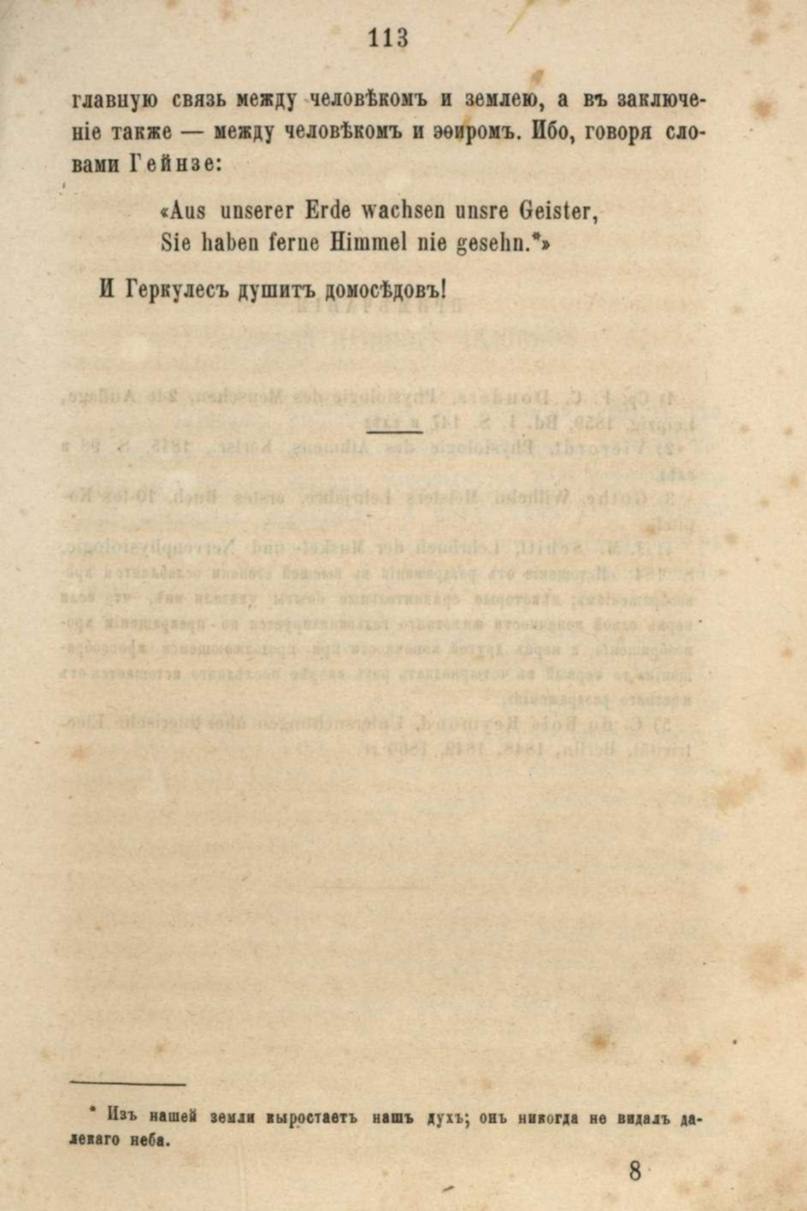 113
главную связь между человѣкомъ и землею, а въ заключе-
ніе также — между человѣкомъ и эѳиромъ. Ибо, говоря сло-
вами Гейнзе:
«Aus unserer Erde wachsen unsre Geister,
Sie haben ferne Himmel nie gesehn.*»
И Геркулесъ душитъ домосѣдовъ!
* Изъ нашей земли выростаетъ нашъ духъ; онъ никогда не видалъ да-
лекаго неба.
8